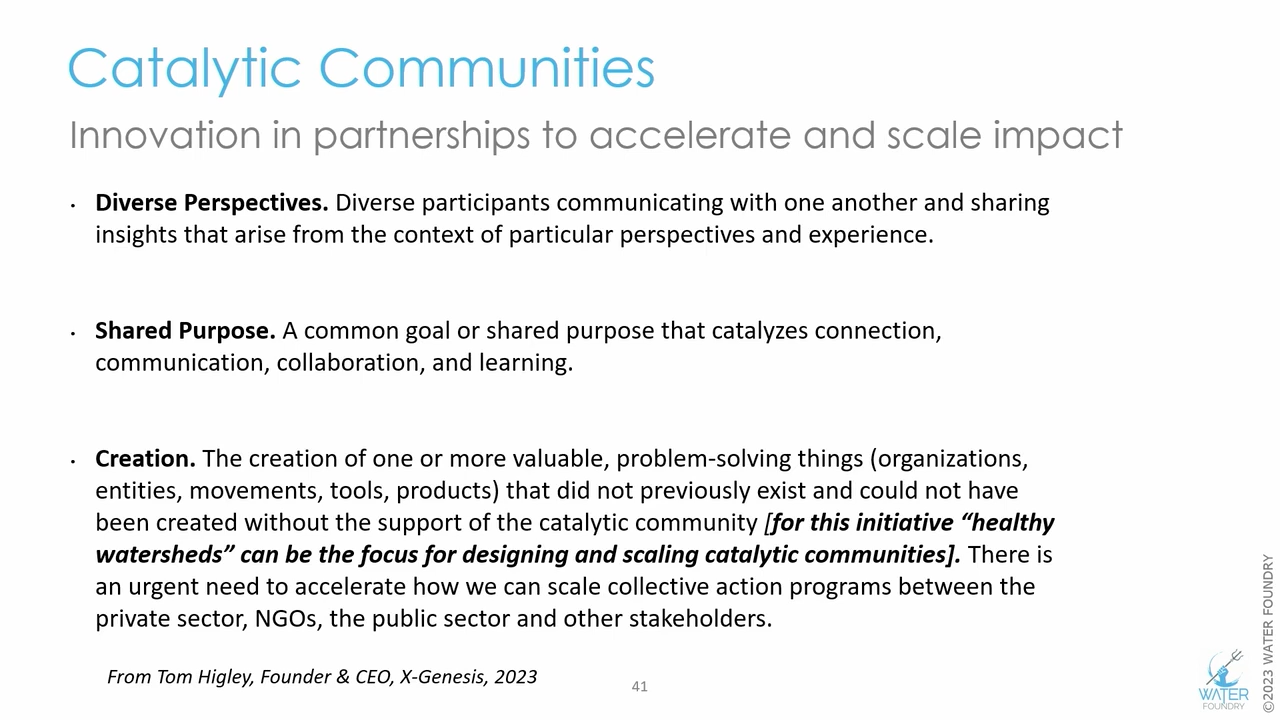 Catalytic Communities
Innovation in partnerships to accelerate and scale impact
• Diverse Perspectives. Diverse participants communicating with one another and sharing
insights that arise from the context of particular perspectives and experience.
• Shared Purpose. A common goal or shared purpose that catalyzes connection,
communication, collaboration, and learning.
• Creation. The creation of one or more valuable, problem-solving things (organizations,
entities, movements, tools, products) that did not previously exist and could not have
been created without the support of the catalytic community [for this initiative “healthy
watersheds” can be the focus for designing and scaling catalytic communities]. There is
an urgent need to accelerate how we can scale collective action programs between the
private sector, NGOs, the public sector and other stakeholders.
From Tom Higley, Founder & CEO, X-Genesis, 2023
41
WATER
FOUNDRY
©2023 WATER FOUNDRY